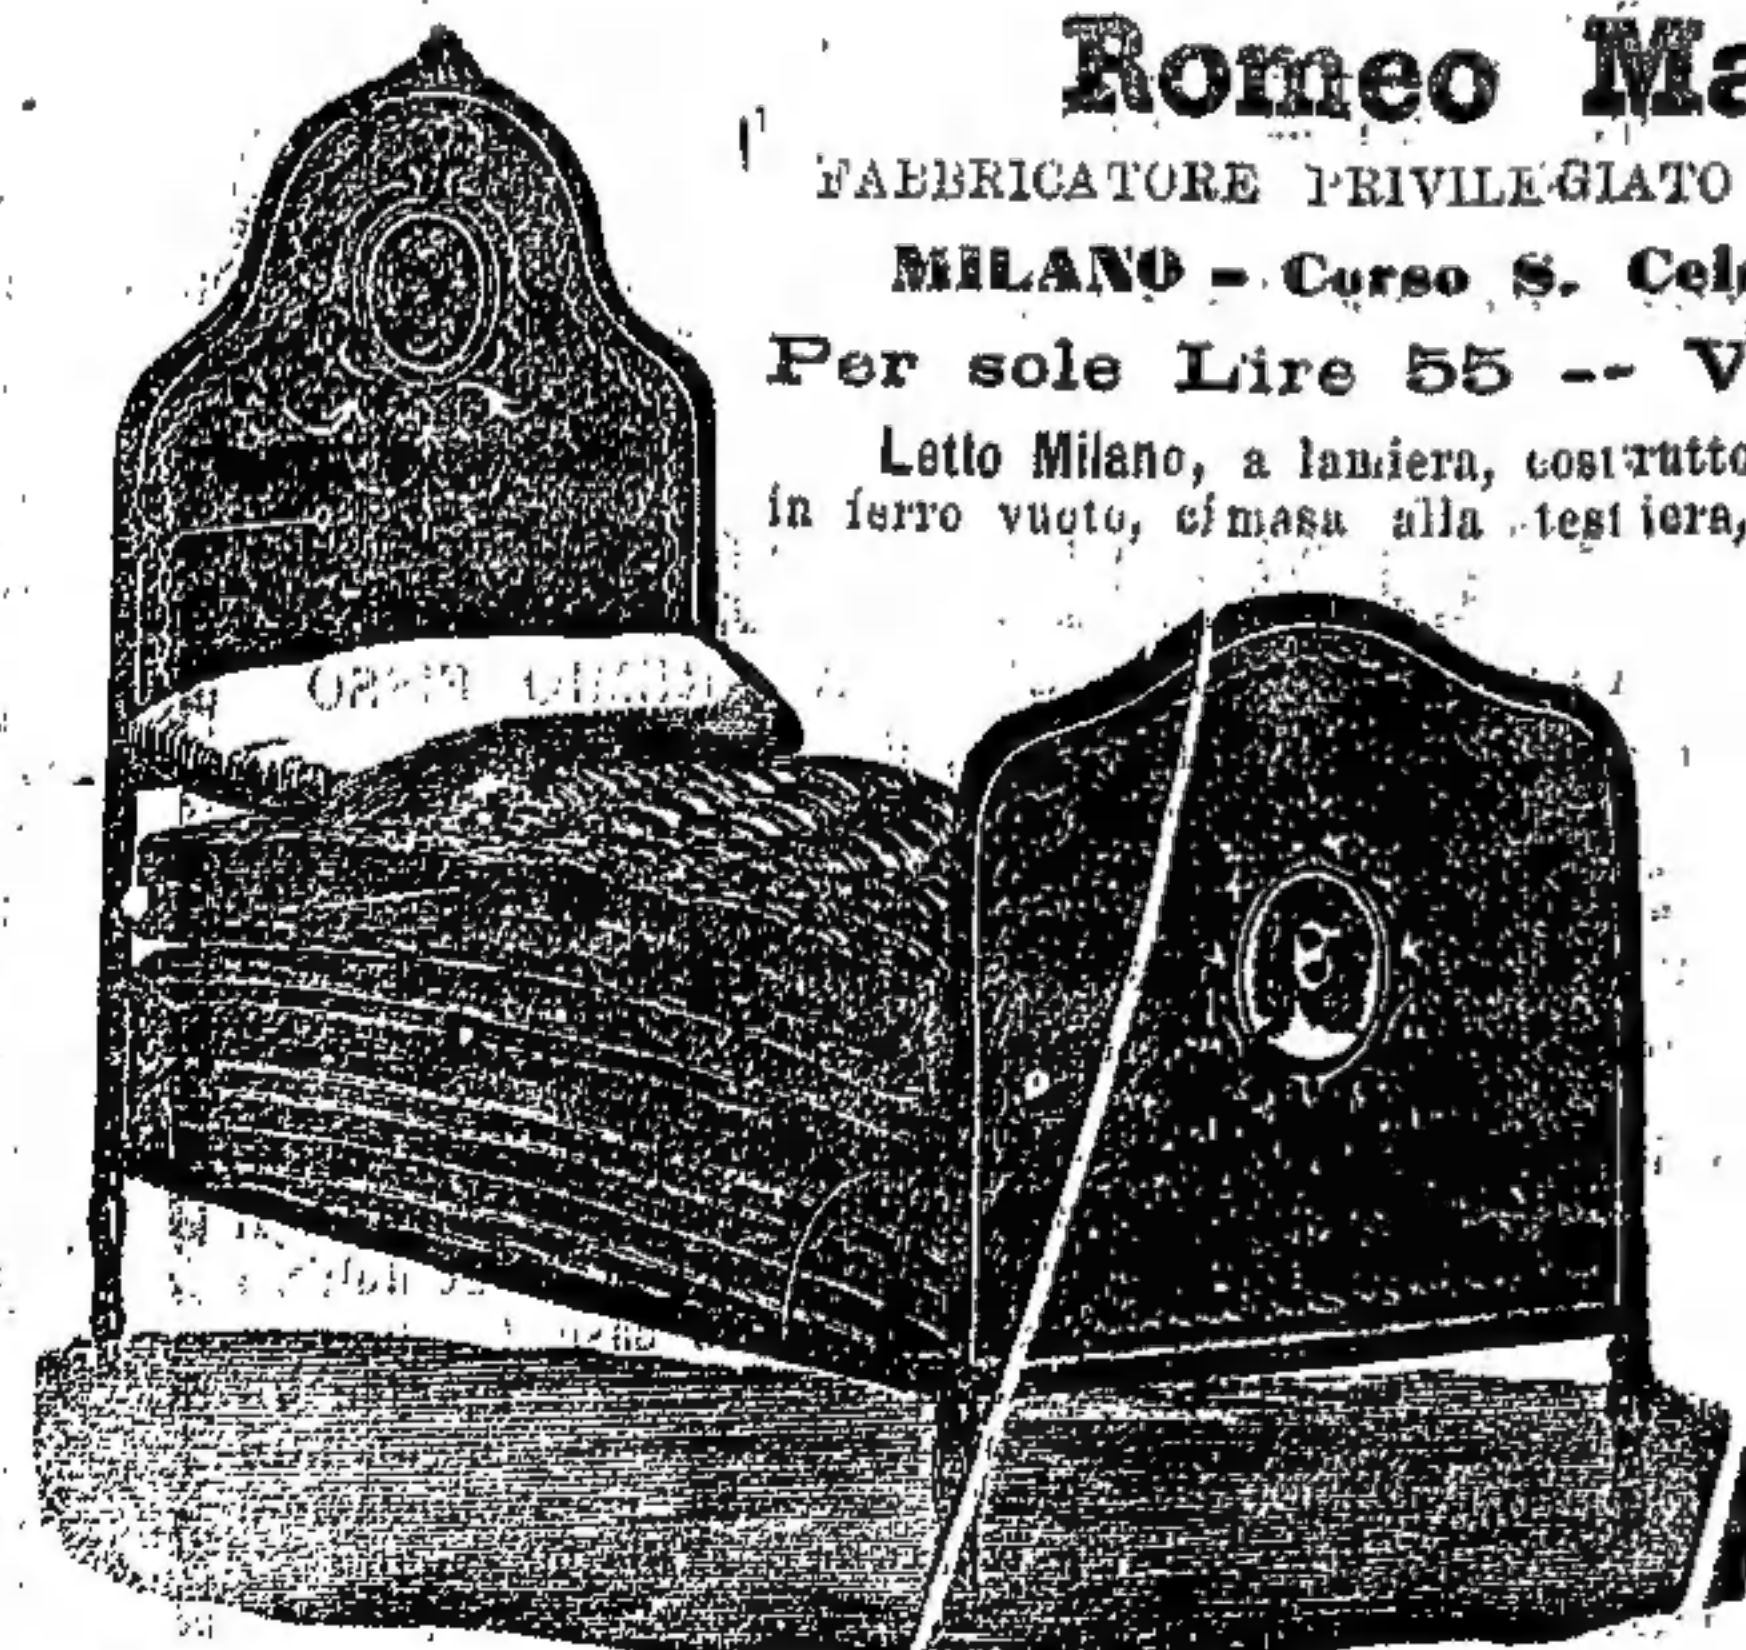 Romeo Ma
FABBRICATORE PRIVILEGIATO
MILANO - Corso S. Cels
Per sole Lire 55 -- V
Letto Milano, a lamiera, costrutto
in ferro vuoto, cimasa alla testiera,